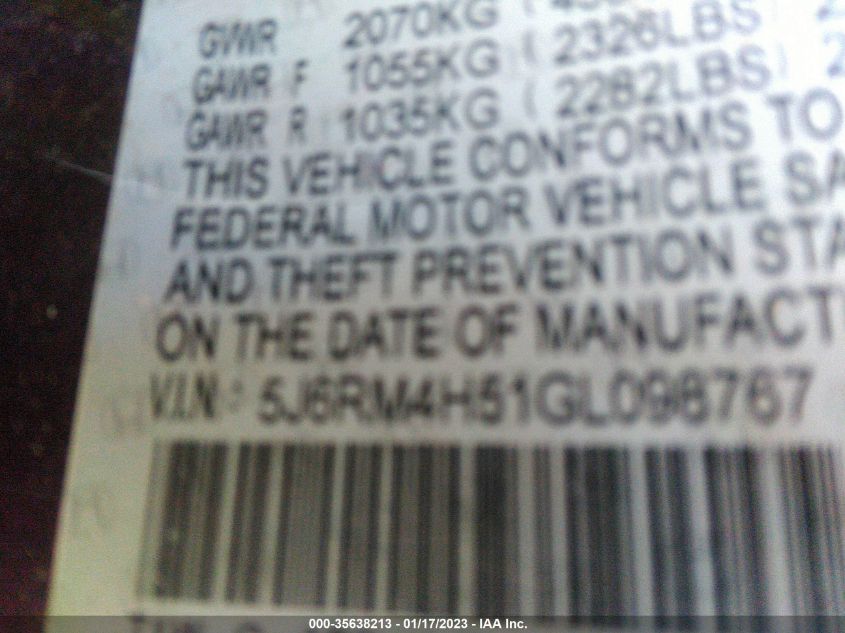 GVWR 2070KG (
GAWR F 1055KG ( 2326LBS)
GAWR R 1035KG ( 2282LBS)
THIS VEHICLE CONFORMS TO
FEDERAL MOTOR VEHICLE SA
AND THEFT PREVENTION STA
ON THE DATE OF MANUFACT
V.I.N.: 5J6RM4H51GL098767
000-35638213 - 01/17/2023 - IAA Inc.